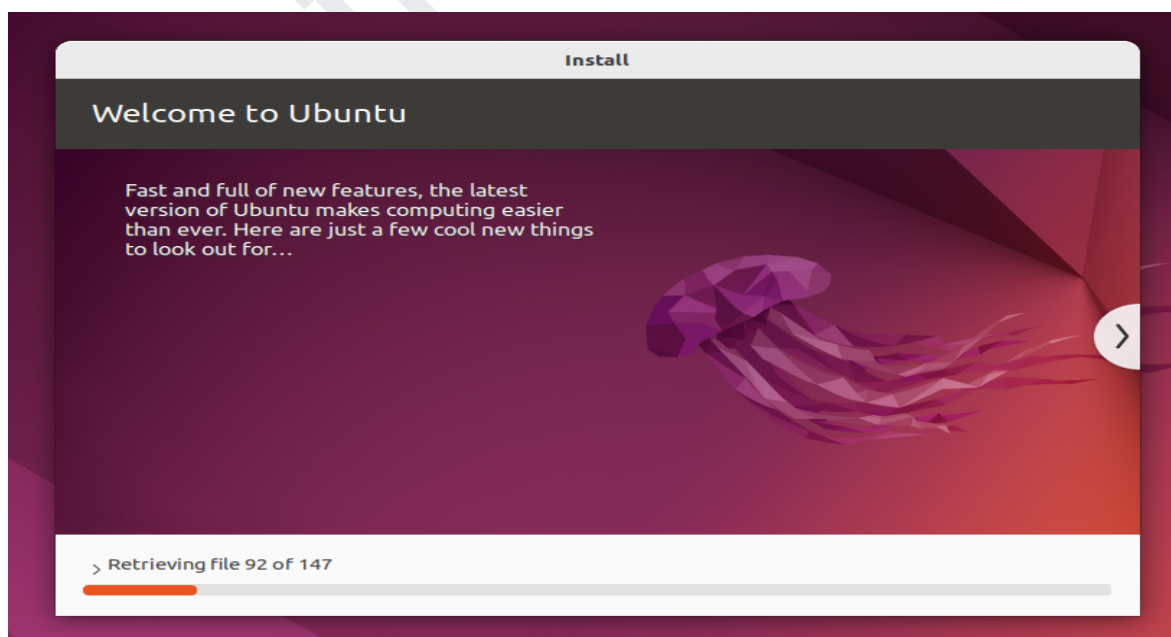 Install
Welcome to Ubuntu
Fast and full of new features, the latest
version of Ubuntu makes computing easier
than ever. Here are just a few cool new things
to look out for...
Retrieving file 92 of 147